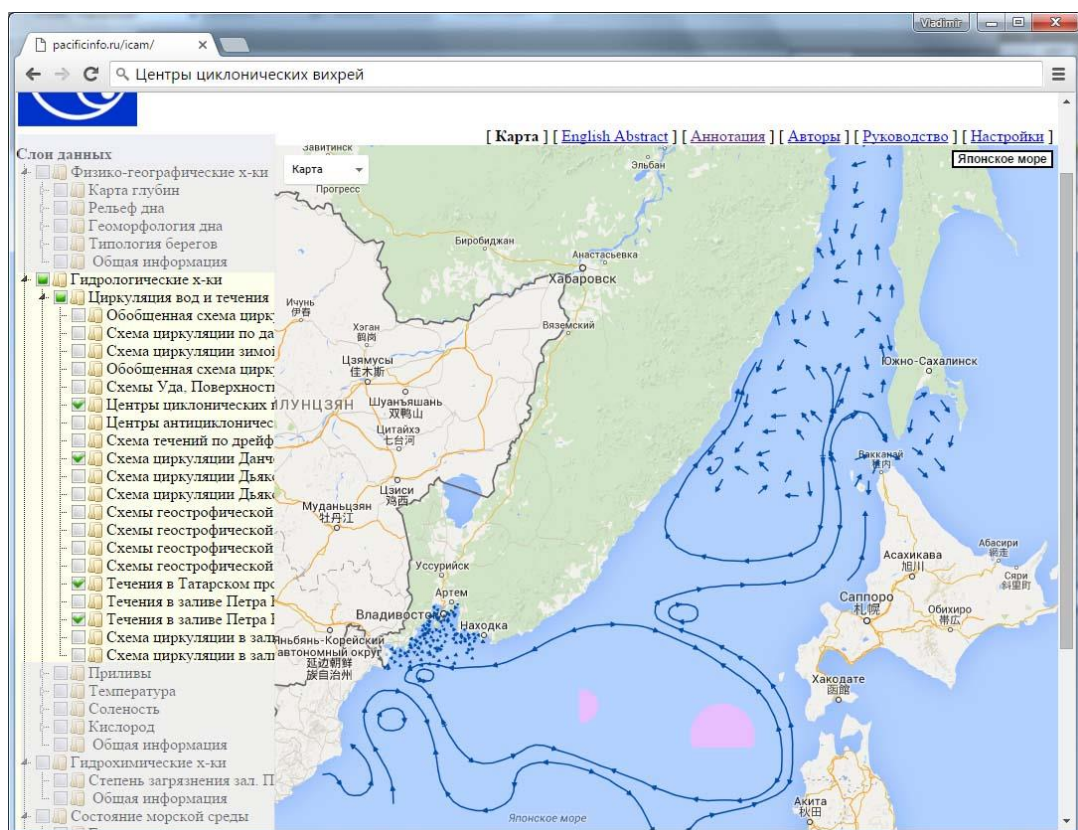 Vladimir
pacificinfo.ru/icam/
Центры циклонических вихрей
[ Карта ] [ English Abstract ] [ Аннотация ] [ Авторы ] [ Руководство ] [ Настройки ]
Слои данных
Физико-географические х-ки
Карта глубин
Рельеф дна
Геоморфология дна
Типология берегов
Общая информация
Гидрологические х-ки
Циркуляция вод и течения
Обобщенная схема цирк
Схема циркуляции по да
Схема циркуляции зимой
Обобщенная схема цирк
Схемы Уда, Поверхност
Центры циклонических
Центры антициклоничес
Схема течений по дрейф
Схема циркуляции Данч
Схема циркуляции Дьяк
Схема циркуляции Дьяк
Схемы геострофической
Схемы геострофической
Схемы геострофической
Схемы геострофической
Течения в Татарском про
Течения в заливе Петра
Течения в заливе Петра
Схема циркуляции в зал
Схема циркуляции в зал
Приливы
Температура
Соленость
Кислород
Общая информация
Гидрохимические х-ки
Степень загрязнения зал. П
Общая информация
Состояние морской среды
Карта
Японское море
Завитинск
Прогресс
Эльбан
Биробиджан
Анастасьевка
Хабаровск
Ичунь
伊春
Хэган
鹤岗
Вяземский
Цзямусы
佳木斯
Южно-Сахалинск
ЛУНЦЗЯН
Шуанъяшань
双鸭山
Цитайхэ
七台河
Вакканай
稚内
Цзиси
鸡西
Муданьцзян
牡丹江
Абасири
網走
Асахикава
旭川
Сяри
斜里町
Уссурийск
Артем
Саппоро
札幌
Обихиро
帯広
Владивосток
Находка
Яньбянь-Корейский
автономный округ
延边朝鲜
族自治州
Хакодате
函館
Акита
秋田
Японское море